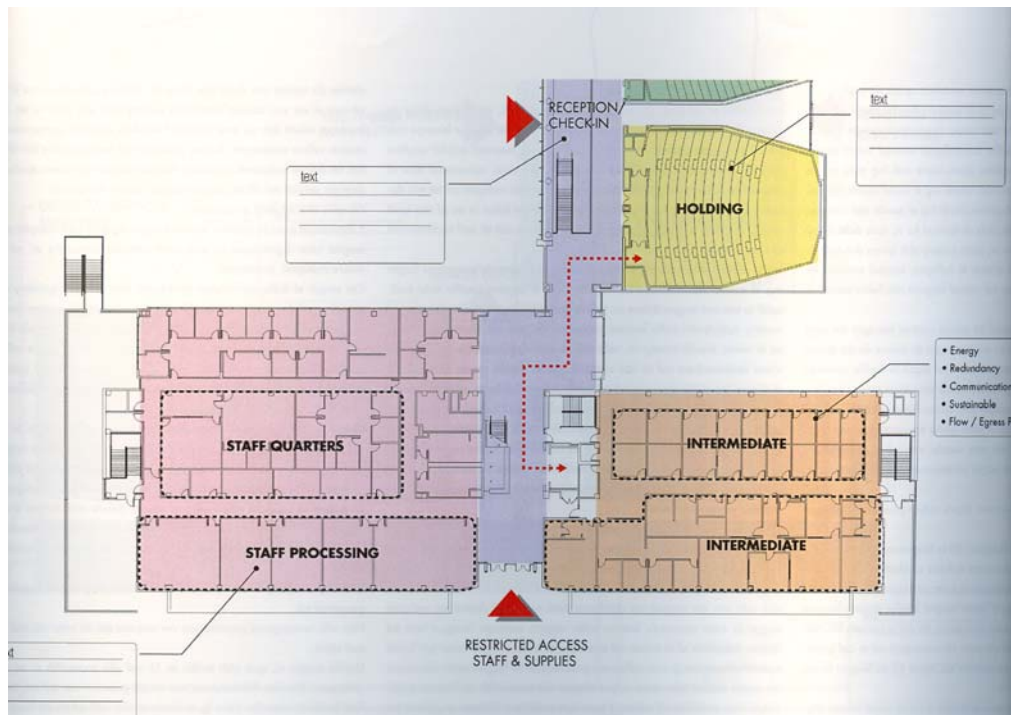 RECEPTION/
CHECK-IN
text
text
HOLDING
• Energy
• Redundancy
• Communication
• Sustainable
• Flow / Egress
STAFF QUARTERS
INTERMEDIATE
STAFF PROCESSING
INTERMEDIATE
RESTRICTED ACCESS
STAFF & SUPPLIES